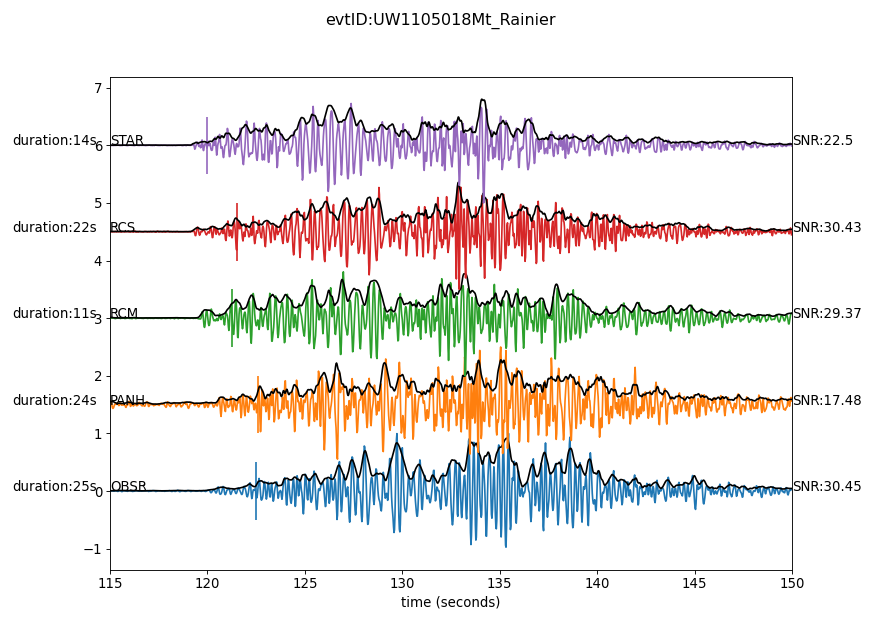 evtID:UW1105018Mt_Rainier
7
duration:14s 6 STAR SNR:22.5
5
duration:22s RCS SNR:30.43
4
duration:11s 3 RCM SNR:29.37
2
duration:24s PANH SNR:17.48
1
duration:25s 0 OBSR SNR:30.45
−1
115 120 125 130 135 140 145 150
time (seconds)